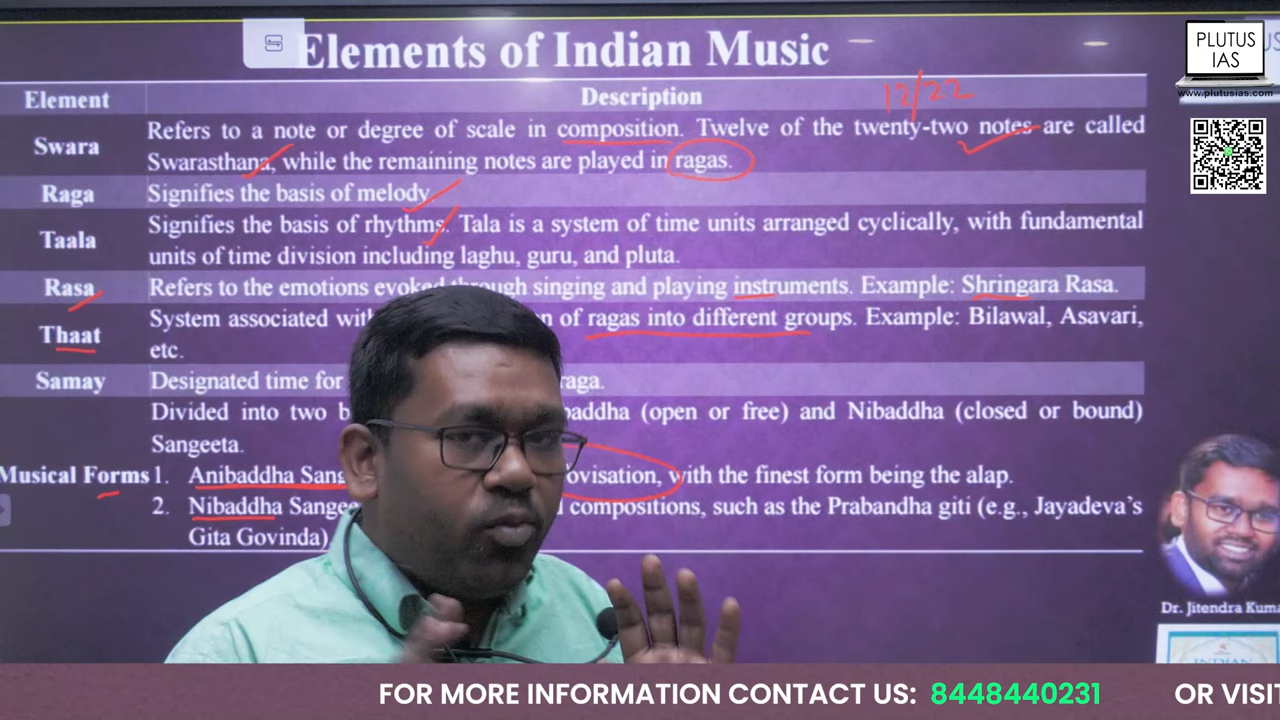 Elements of Indian Music
PLUTUS
IAS
www.plutusias.com
US
12/22
Element Description
Swara Refers to a note or degree of scale in composition. Twelve of the twenty-two notes are called
Swarasthana, while the remaining notes are played in ragas.
Raga Signifies the basis of melody
Taala Signifies the basis of rhythms. Tala is a system of time units arranged cyclically, with fundamental
units of time division including laghu, guru, and pluta.
Rasa Refers to the emotions evoked through singing and playing instruments. Example: Shringara Rasa.
Thaat System associated with n of ragas into different groups. Example: Bilawal, Asavari,
etc.
Samay Designated time for raga.
Divided into two b baddha (open or free) and Nibaddha (closed or bound)
Sangeeta.
Musical Forms 1. Anibaddha Sang ovisation, with the finest form being the alap.
2. Nibaddha Sangee compositions, such as the Prabandha giti (e.g., Jayadeva's
Gita Govinda)
Dr. Jitendra Kuma
INDIAN
FOR MORE INFORMATION CONTACT US: 8448440231 OR VISIT